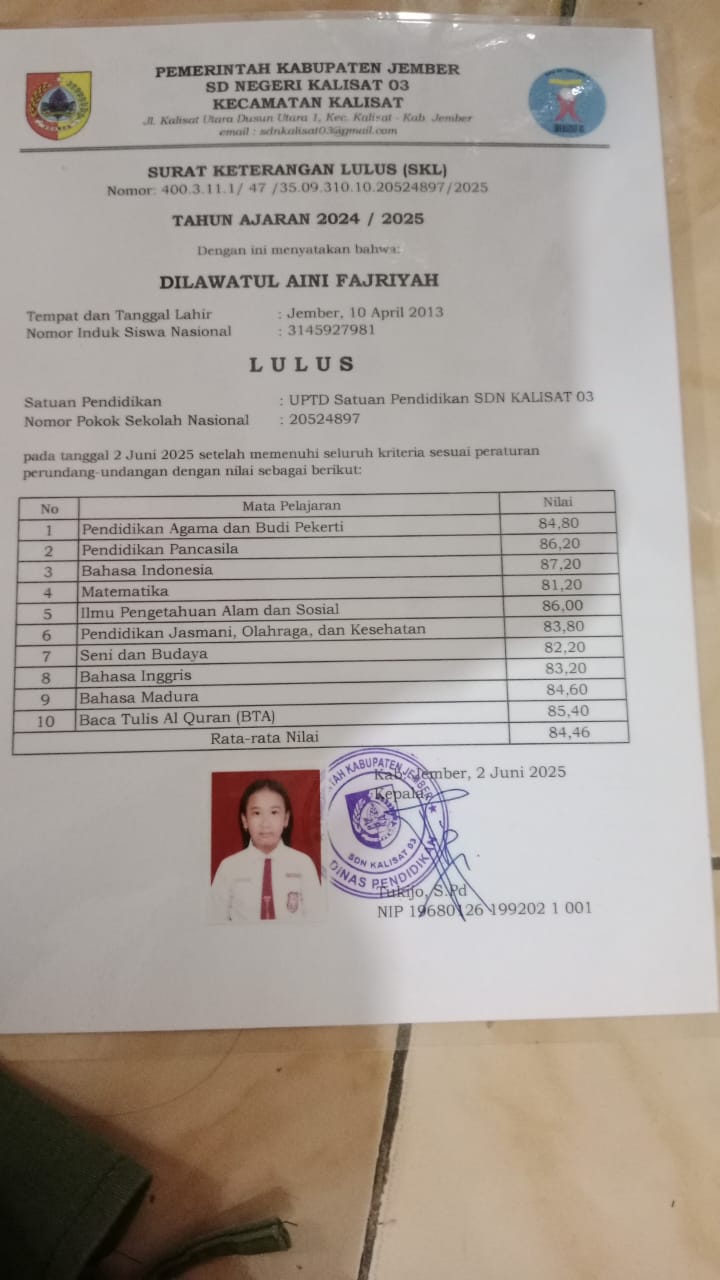 PEMERINTAH KABUPATEN JEMBER
SD NEGERI KALISAT 03
KECAMATAN KALISAT
Jl. Kalisat Utara Dusun Utara 1, Kec. Kalisat - Kab. Jember
email : sdnkalisat03@gmail.com
SURAT KETERANGAN LULUS (SKL)
Nomor: 400.3.11.1/ 47 /35.09.310.10.20524897/2025
TAHUN AJARAN 2024 / 2025
Dengan ini menyatakan bahwa:
DILAWATUL AINI FAJRIYAH
Tempat dan Tanggal Lahir : Jember, 10 April 2013
Nomor Induk Siswa Nasional : 3145927981
L U L U S
Satuan Pendidikan : UPTD Satuan Pendidikan SDN KALISAT 03
Nomor Pokok Sekolah Nasional : 20524897
pada tanggal 2 Juni 2025 setelah memenuhi seluruh kriteria sesuai peraturan
perundang-undangan dengan nilai sebagai berikut:
No Mata Pelajaran Nilai
1 Pendidikan Agama dan Budi Pekerti 84,80
2 Pendidikan Pancasila 86,20
3 Bahasa Indonesia 87,20
4 Matematika 81,20
5 Ilmu Pengetahuan Alam dan Sosial 86,00
6 Pendidikan Jasmani, Olahraga, dan Kesehatan 83,80
7 Seni dan Budaya 82,20
8 Bahasa Inggris 83,20
9 Bahasa Madura 84,60
10 Baca Tulis Al Quran (BTA) 85,40
Rata-rata Nilai 84,46
Kab. Jember, 2 Juni 2025
Kepala
KABUPATEN JEMBER
SDN KALISAT 03
DINAS PENDIDIKAN
Tukijo, S.Pd
NIP 19680126 199202 1 001